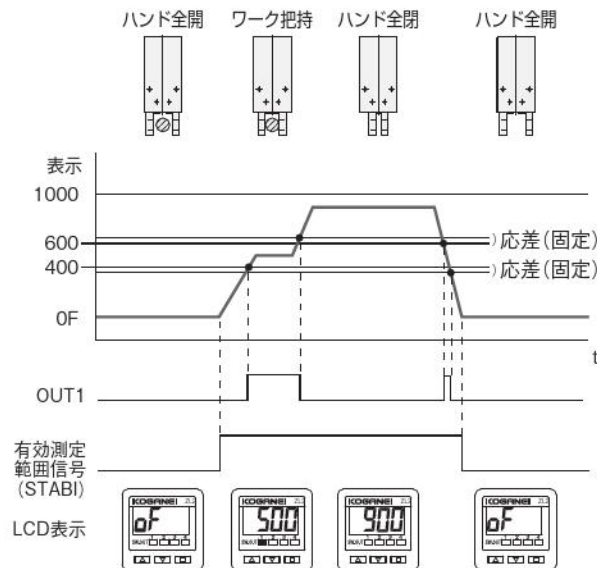 ハンド全開 ワーク把持 ハンド全閉 ハンド全開
表示
1000
600
応差(固定)
400
応差(固定)
0F
t
OUT1
有効測定
範囲信号
(STABI)
LCD表示
KOGANEI
oF
KOGANEI
500
KOGANEI
900
KOGANEI
oF